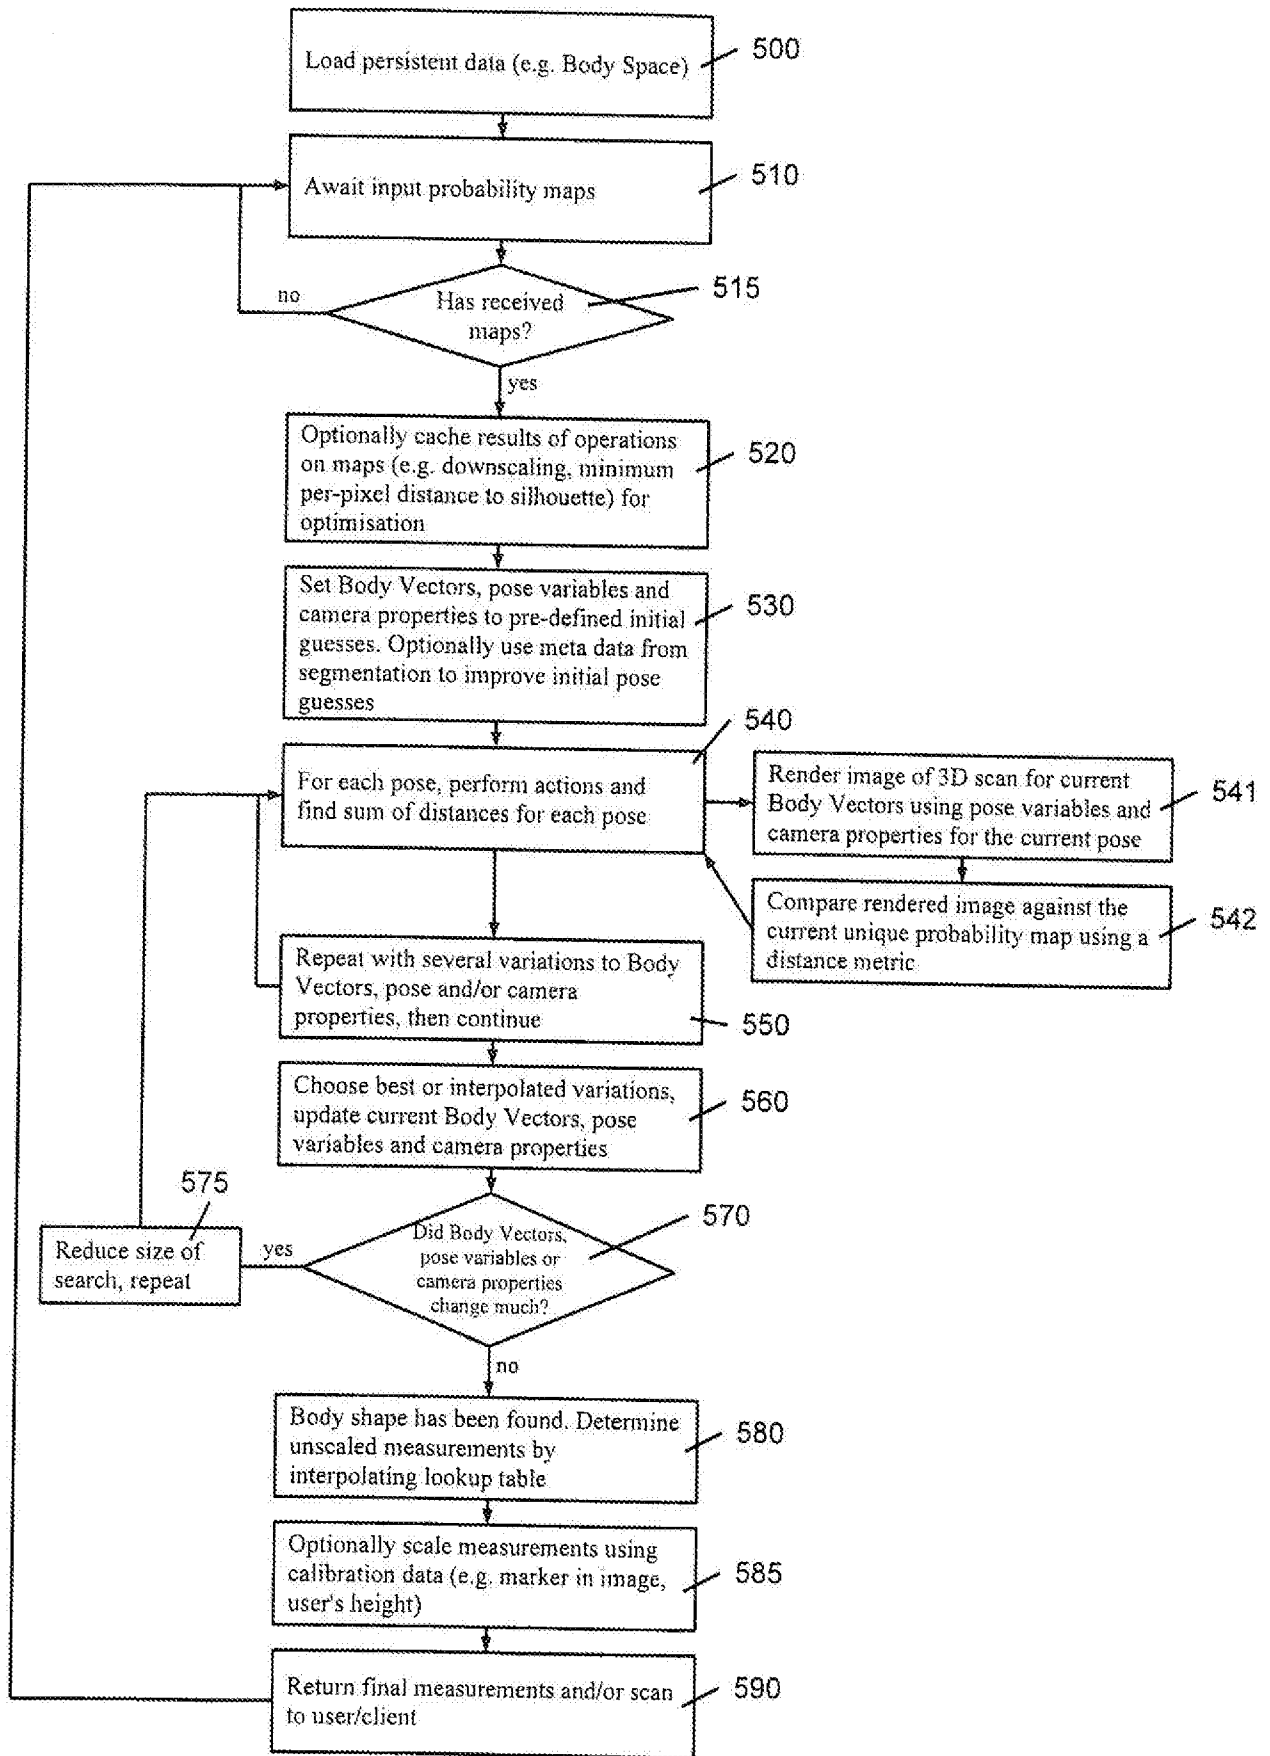 Load persistent data (e.g. Body Space)
500
Await input probability maps
510
Has received
maps?
515
no
yes
Optionally cache results of operations
on maps (e.g. downscaling, minimum
per-pixel distance to silhouette) for
optimisation
520
Set Body Vectors, pose variables and
camera properties to pre-defined initial
guesses. Optionally use meta data from
segmentation to improve initial pose
guesses
530
For each pose, perform actions and
find sum of distances for each pose
540
Render image of 3D scan for current
Body Vectors using pose variables and
camera properties for the current pose
541
Compare rendered image against the
current unique probability map using a
distance metric
542
Repeat with several variations to Body
Vectors, pose and/or camera
properties, then continue
550
Choose best or interpolated variations,
update current Body Vectors, pose
variables and camera properties
560
Did Body Vectors,
pose variables or
camera properties
change much?
570
yes
575
Reduce size of
search, repeat
no
Body shape has been found. Determine
unscaled measurements by
interpolating lookup table
580
Optionally scale measurements using
calibration data (e.g. marker in image,
user's height)
585
Return final measurements and/or scan
to user/client
590